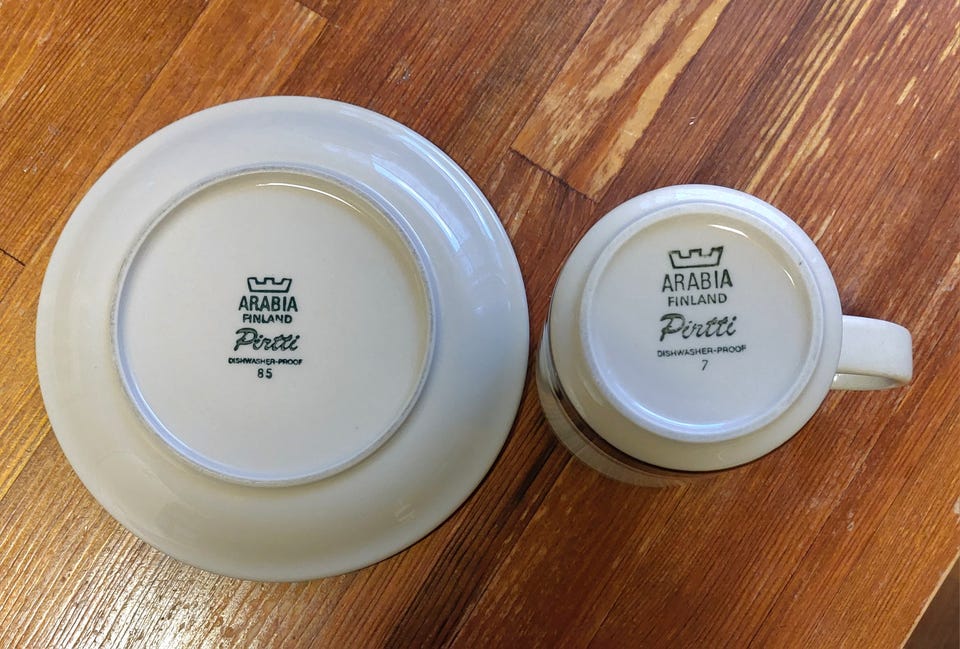 ARABIA
FINLAND
Pirtti
DISHWASHER-PROOF
85
ARABIA
FINLAND
Pirtti
DISHWASHER-PROOF
7